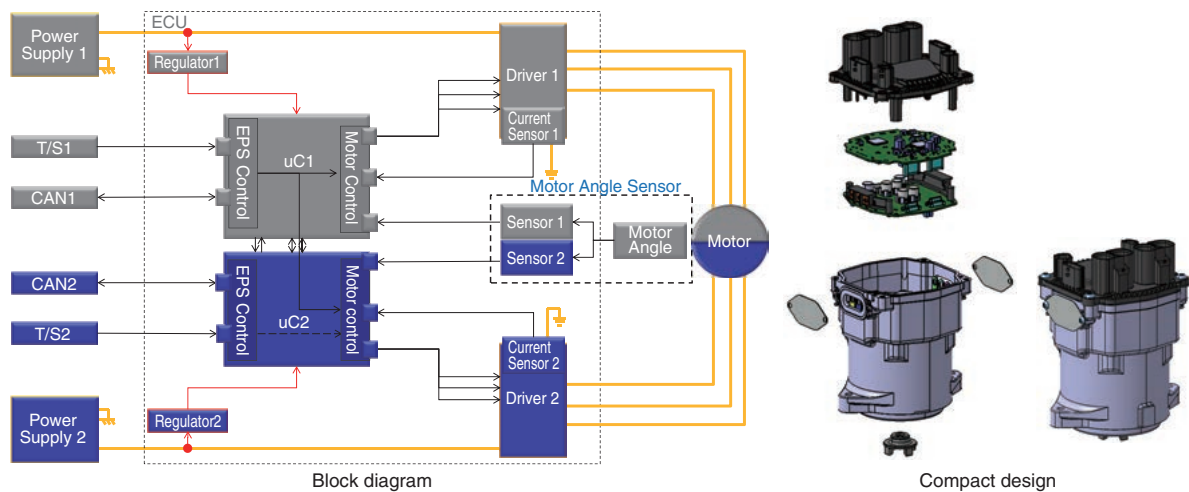 ECU
Power
Supply 1
Regulator1
Driver 1
Current
Sensor 1
T/S1
CAN1
EPS Control
uC1
Motor Control
Motor Angle Sensor
Sensor 1
Sensor 2
Motor
Angle
Motor
CAN2
T/S2
EPS Control
uC2
Motor control
Current
Sensor 2
Driver 2
Power
Supply 2
Regulator2
Block diagram
Compact design